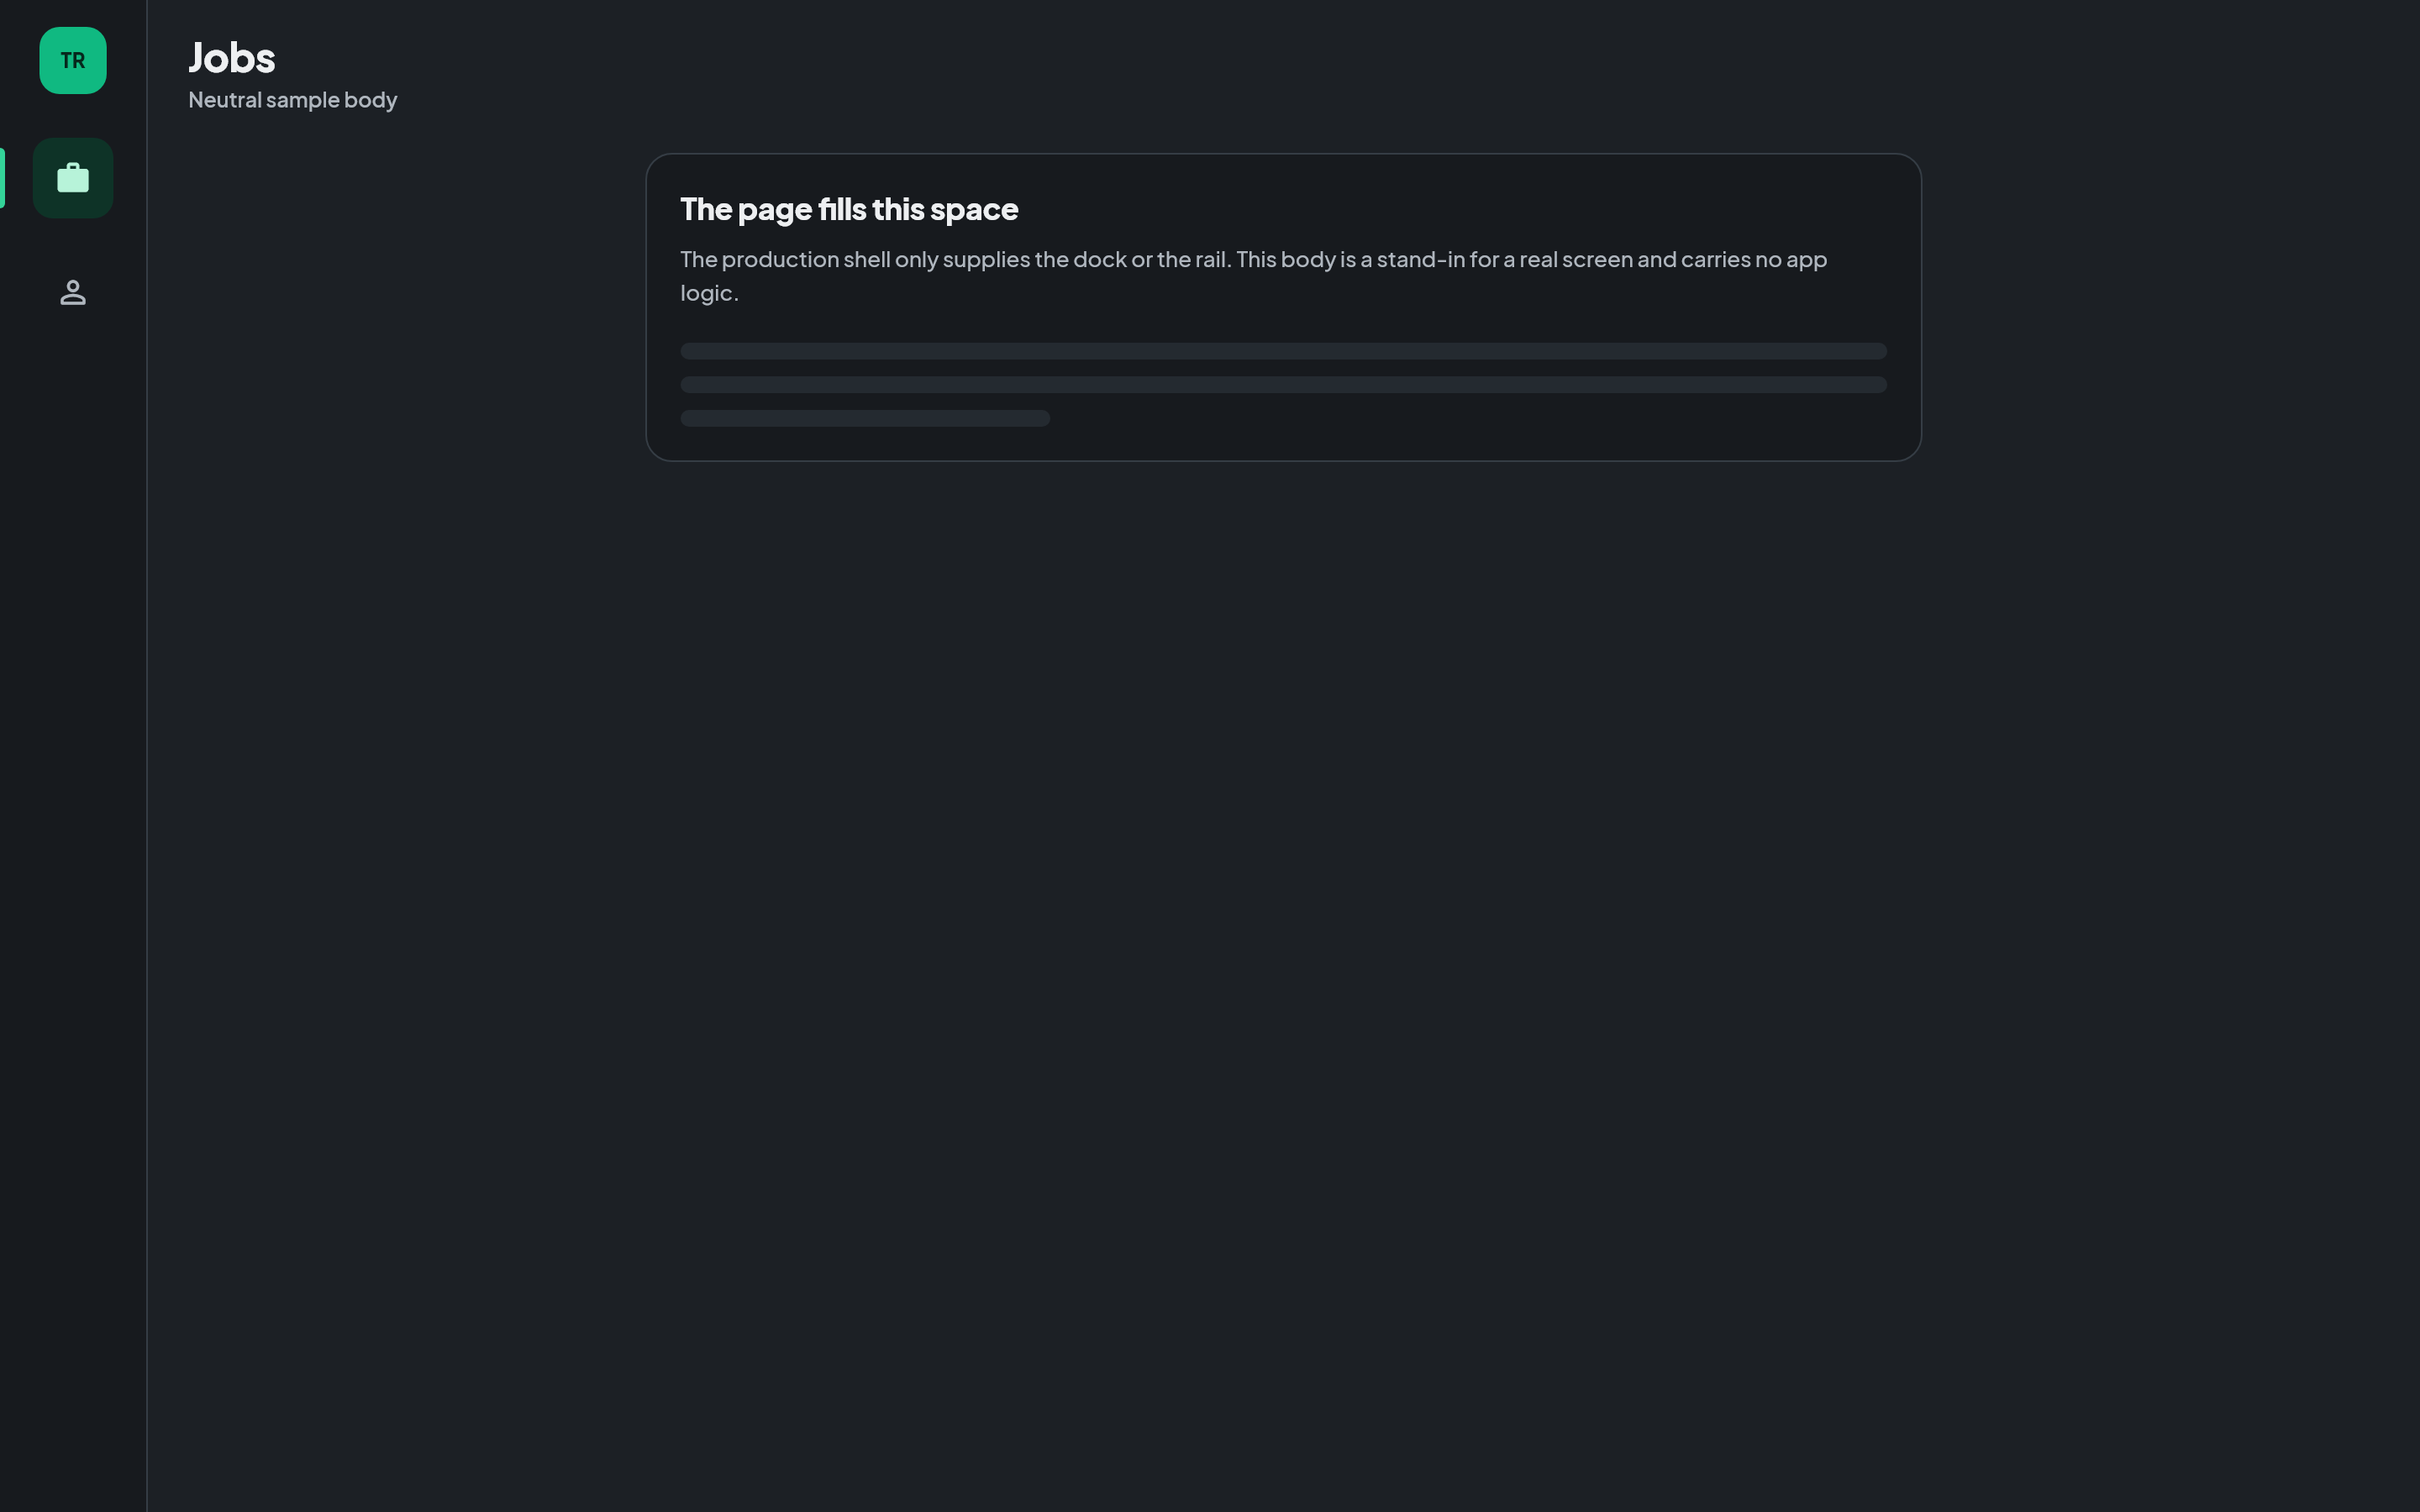 TR
Jobs
Neutral sample body
The page fills this space
The production shell only supplies the dock or the rail. This body is a stand-in for a real screen and carries no app
logic.